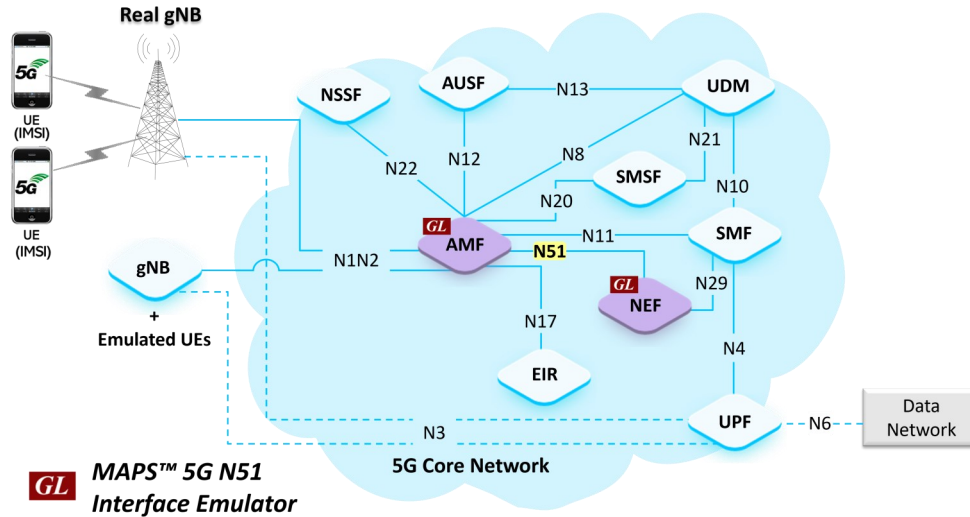 Real gNB
5G
UE
(IMSI)
5G
UE
(IMSI)
NSSF
AUSF
N13
UDM
N22
N12
N8
N21
SMSF
N20
N10
GL
AMF
N11
SMF
N51
N1N2
gNB
+
Emulated UEs
GL
NEF
N29
N17
EIR
N4
N3
UPF
N6
Data
Network
5G Core Network
GL
MAPS™ 5G N51
Interface Emulator